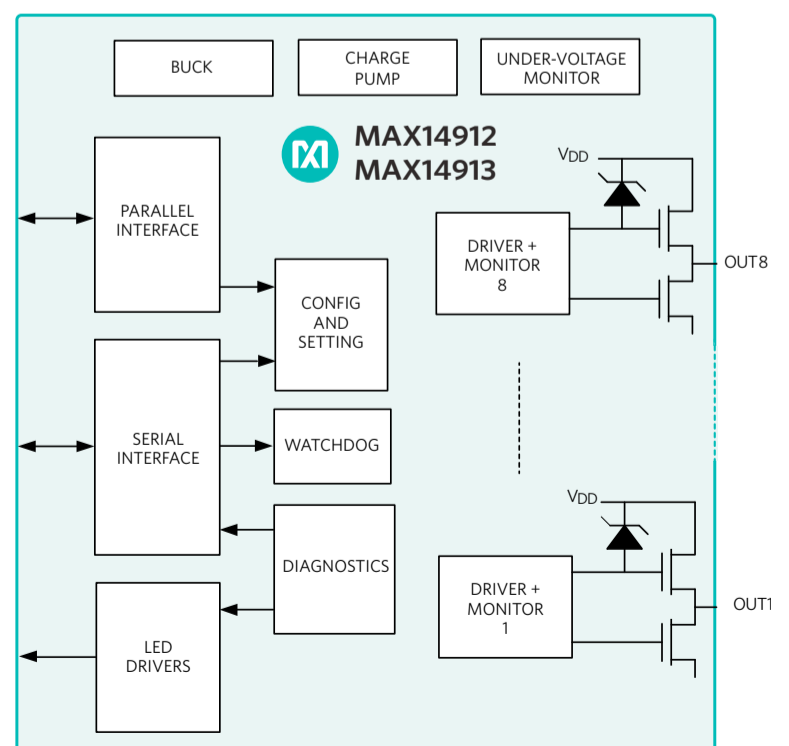 BUCK
CHARGE
PUMP
UNDER-VOLTAGE
MONITOR
MAX14912
MAX14913
PARALLEL
INTERFACE
CONFIG
AND
SETTING
SERIAL
INTERFACE
WATCHDOG
DIAGNOSTICS
LED
DRIVERS
VDD
DRIVER +
MONITOR
8
OUT8
VDD
DRIVER +
MONITOR
1
OUT1